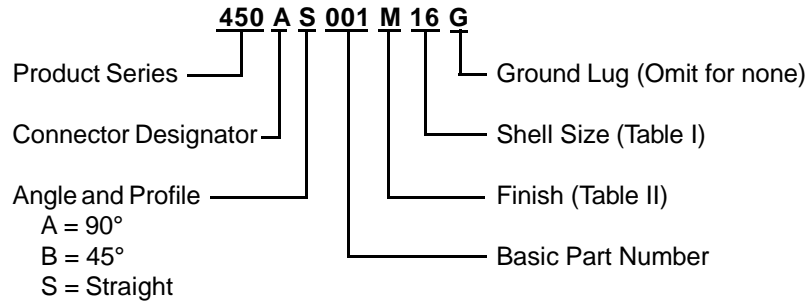 450 A S 001 M 16 G
Product Series
Ground Lug (Omit for none)
Connector Designator
Shell Size (Table I)
Angle and Profile
Finish (Table II)
A = 90°
B = 45°
Basic Part Number
S = Straight